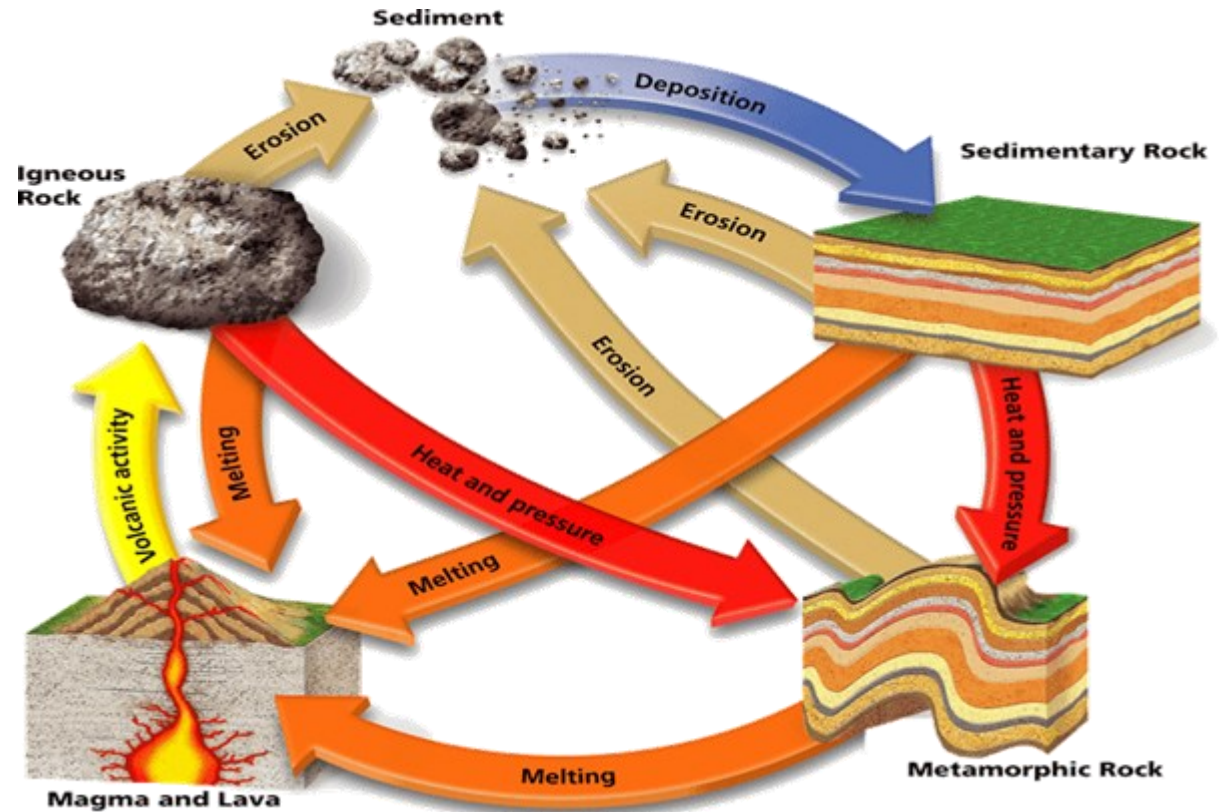 Sediment
Deposition
Erosion
Igneous
Rock
Sedimentary Rock
Erosion
Erosion
Heat and pressure
Volcanic activity
Melting
Heat and pressure
Melting
Melting
Metamorphic Rock
Magma and Lava